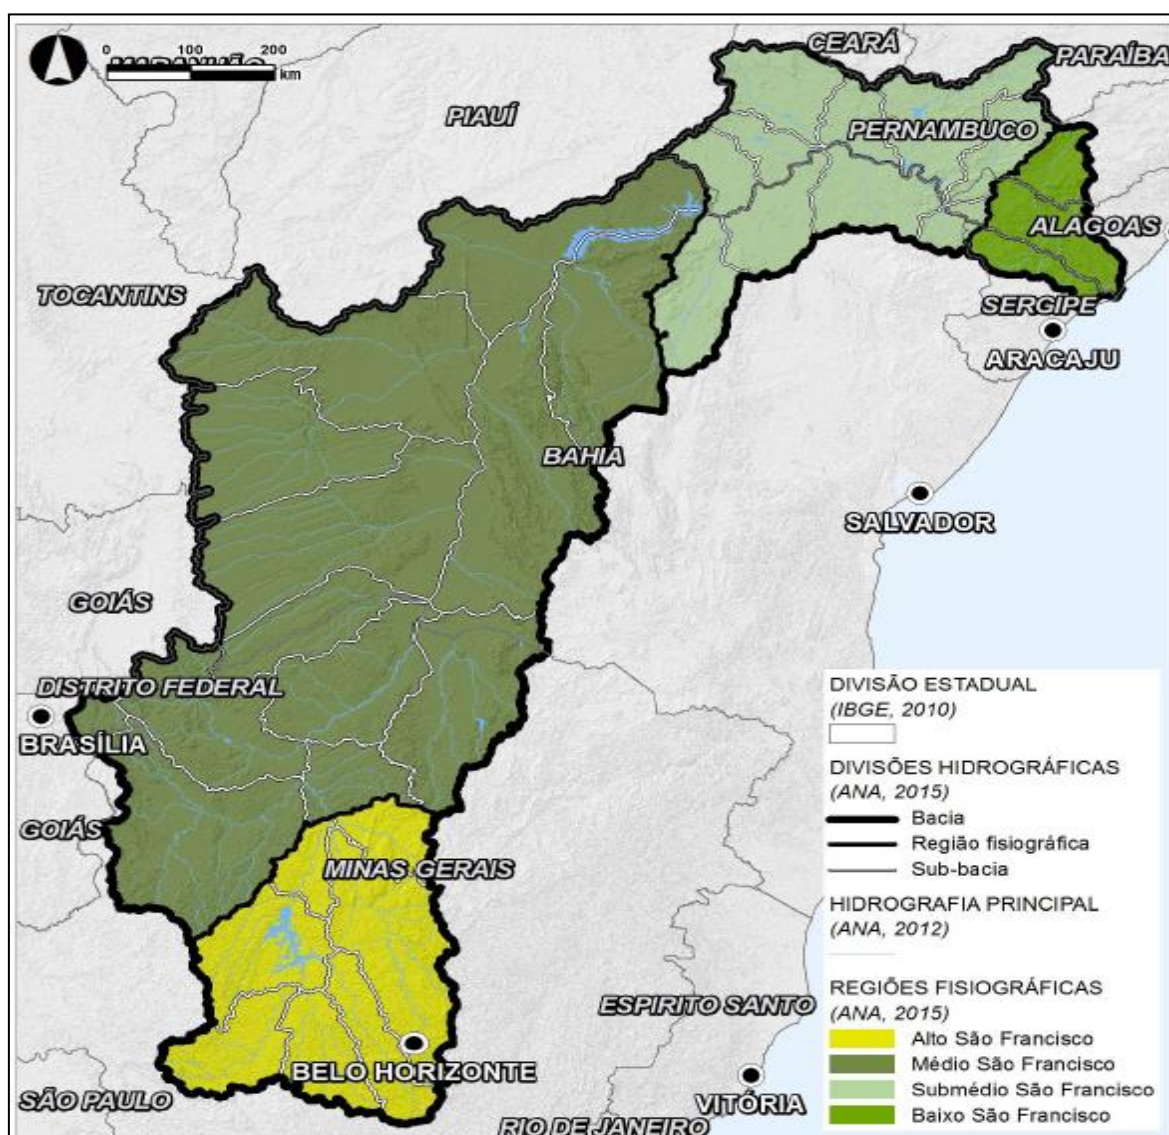 0 100 200
km
MARANHÃO
CEARÁ
PARAÍBA
PIAUÍ
PERNAMBUCO
ALAGOAS
TOCANTINS
SERGIPE
ARACAJU
BAHIA
SALVADOR
GOIÁS
DISTRITO FEDERAL
BRASÍLIA
GOIÁS
MINAS GERAIS
ESPIRITO SANTO
BELO HORIZONTE
SÃO PAULO
VITÓRIA
RIO DE JANEIRO
DIVISÃO ESTADUAL
(IBGE, 2010)
DIVISÕES HIDROGRÁFICAS
(ANA, 2015)
Bacia
Região fisiográfica
Sub-bacia
HIDROGRAFIA PRINCIPAL
(ANA, 2012)
REGIÕES FISIOGRÁFICAS
(ANA, 2015)
Alto São Francisco
Médio São Francisco
Submédio São Francisco
Baixo São Francisco